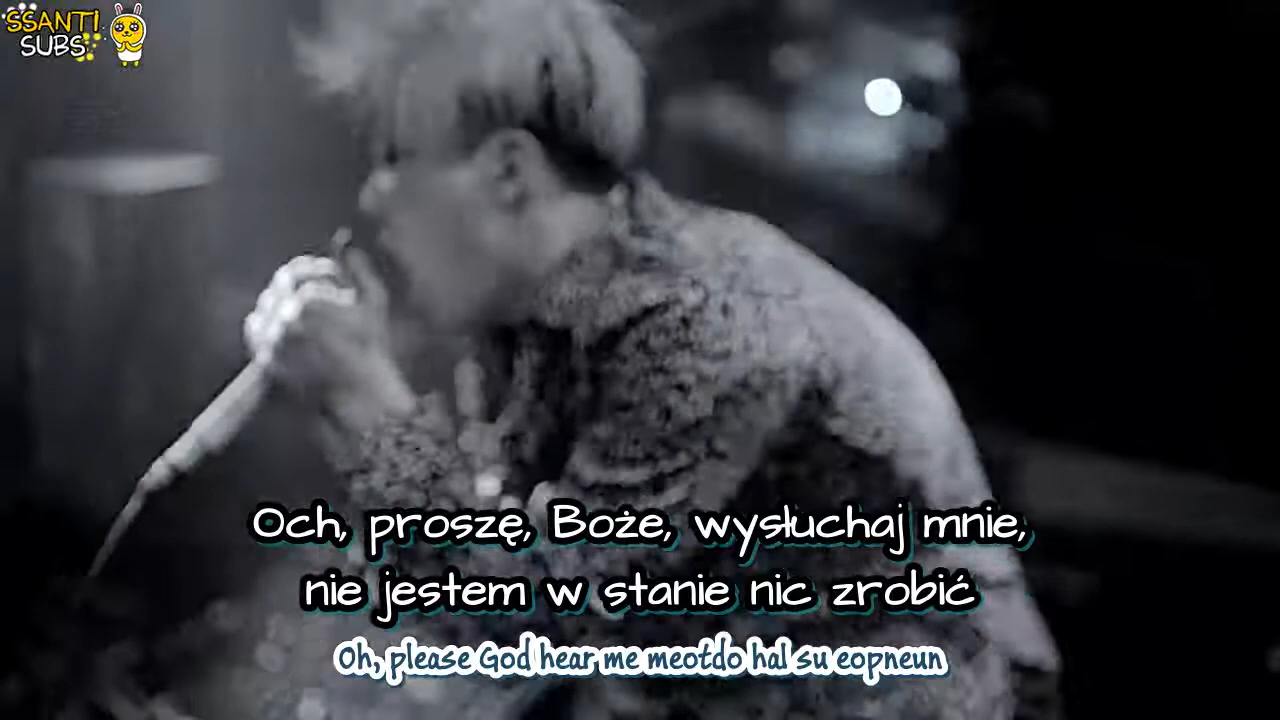 SSANTI
SUBS
Och, proszę, Boże, wysłuchaj mnie,
nie jestem w stanie nic zrobić
Oh, please God hear me meotdo hal su eopneun